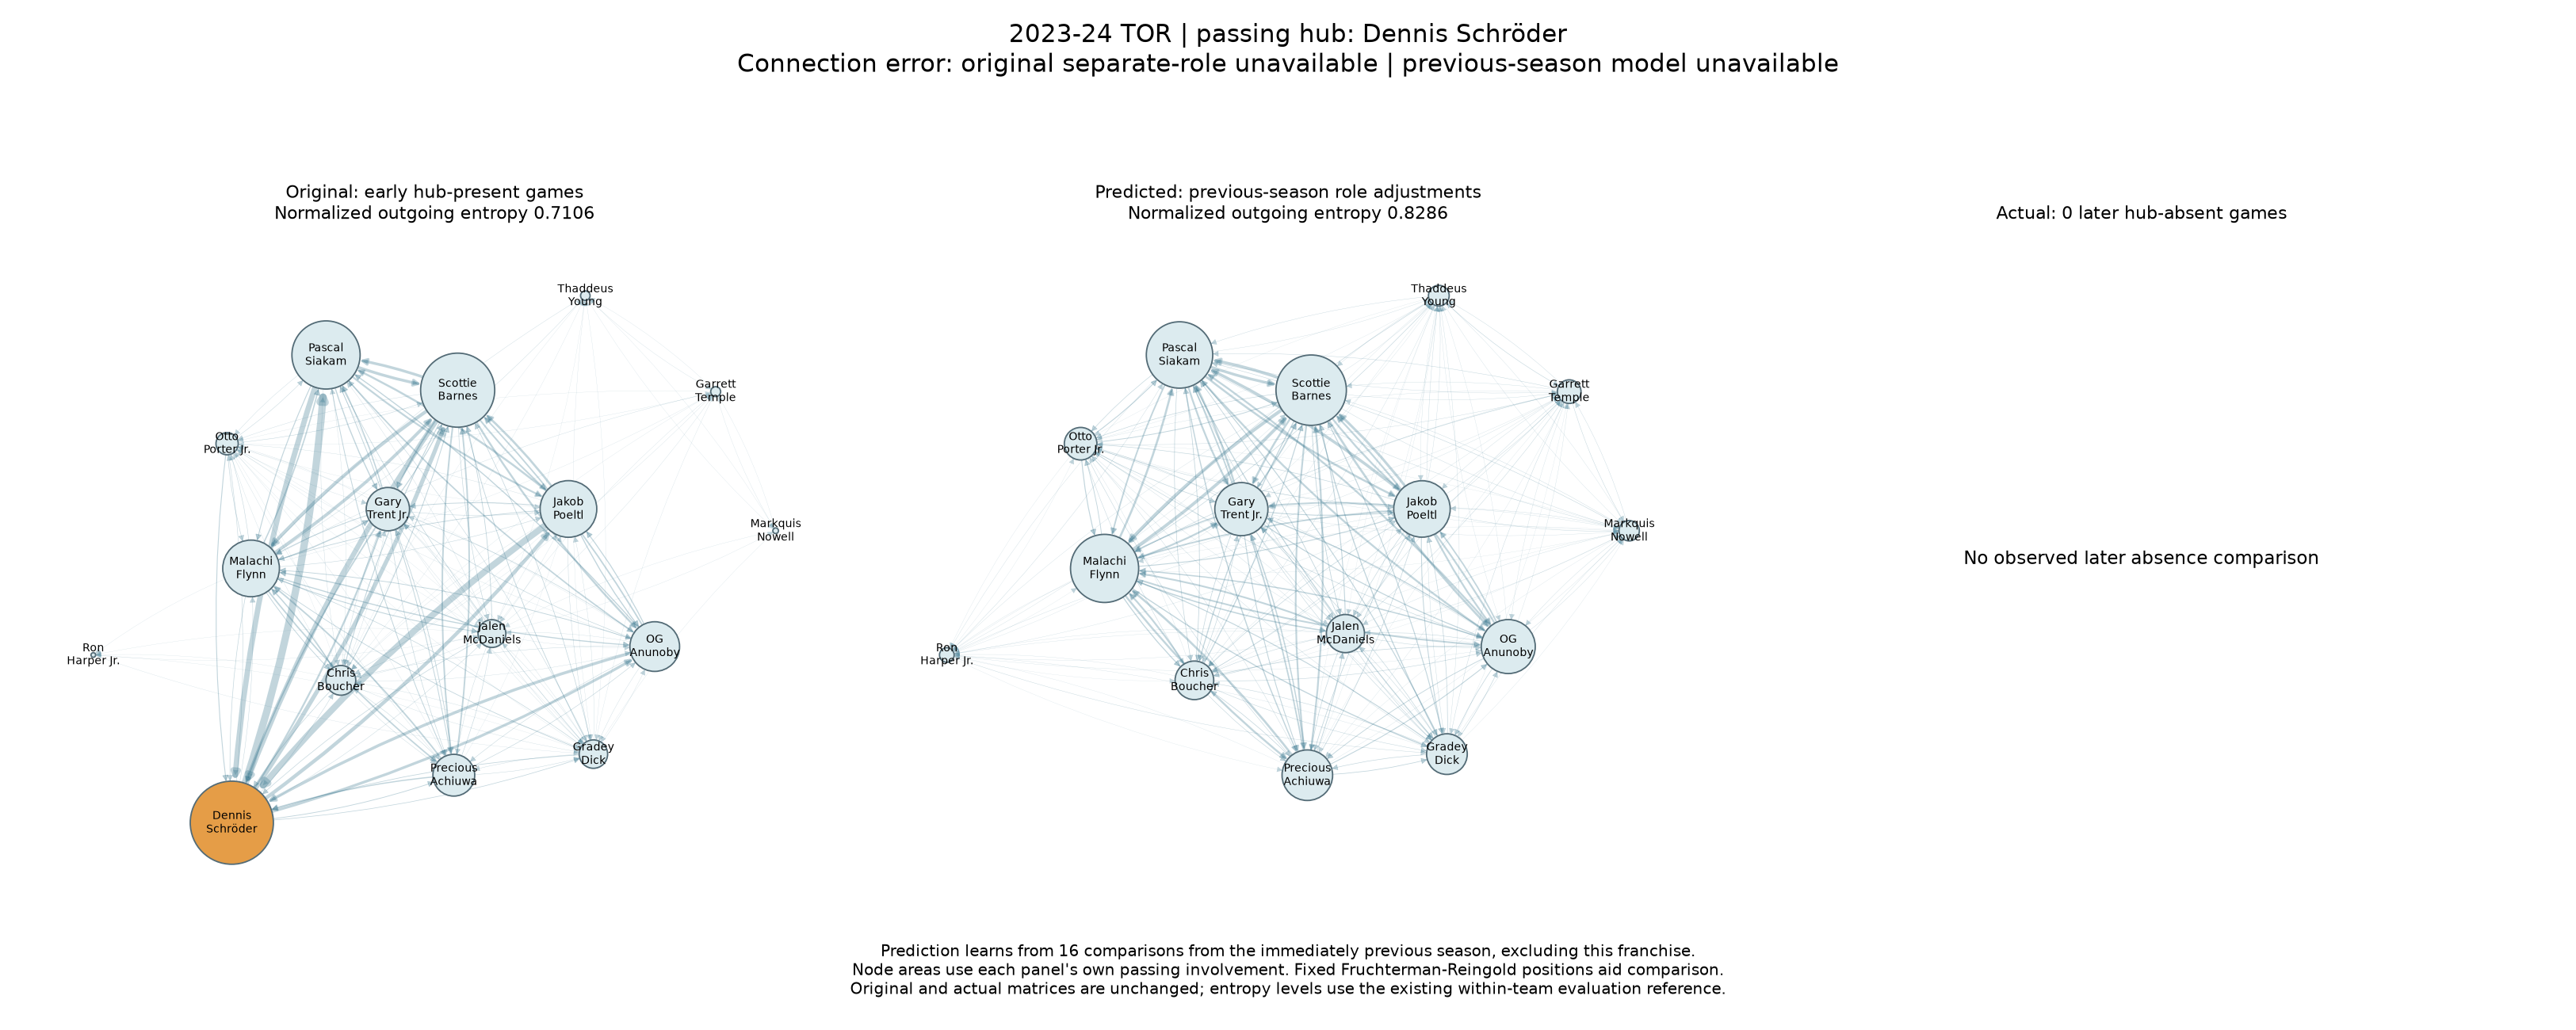 2023-24 TOR | passing hub: Dennis Schröder
Connection error: original separate-role unavailable | previous-season model unavailable
Original: early hub-present games
Normalized outgoing entropy 0.7106
Thaddeus
Young
Pascal
Siakam
Scottie
Barnes
Garrett
Temple
Otto
Porter Jr.
Gary
Trent Jr.
Jakob
Poeltl
Markquis
Nowell
Malachi
Flynn
Jalen
McDaniels
OG
Anunoby
Ron
Harper Jr.
Chris
Boucher
Gradey
Dick
Precious
Achiuwa
Dennis
Schröder
Predicted: previous-season role adjustments
Normalized outgoing entropy 0.8286
Thaddeus
Young
Pascal
Siakam
Scottie
Barnes
Garrett
Temple
Otto
Porter Jr.
Gary
Trent Jr.
Jakob
Poeltl
Markquis
Nowell
Malachi
Flynn
Jalen
McDaniels
OG
Anunoby
Ron
Harper Jr.
Chris
Boucher
Gradey
Dick
Precious
Achiuwa
Actual: 0 later hub-absent games
No observed later absence comparison
Prediction learns from 16 comparisons from the immediately previous season, excluding this franchise.
Node areas use each panel's own passing involvement. Fixed Fruchterman-Reingold positions aid comparison.
Original and actual matrices are unchanged; entropy levels use the existing within-team evaluation reference.